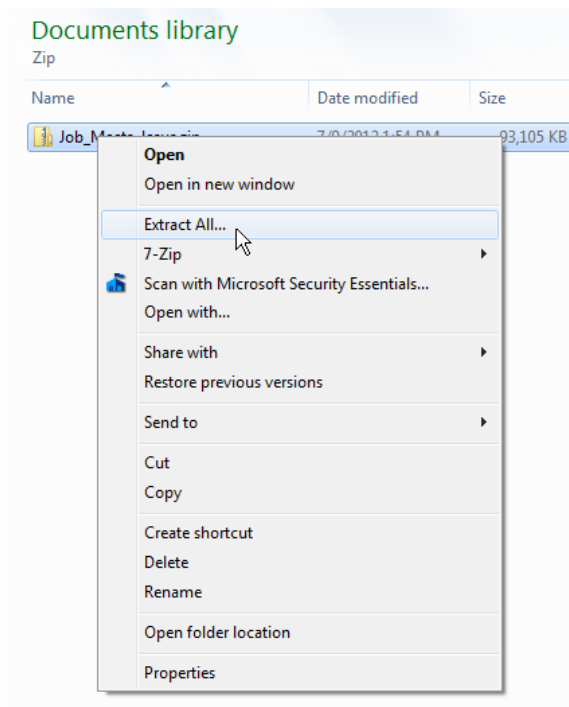 Documents library
Zip
Name Date modified Size
93,105 KB
Open
Open in new window
Extract All...
7-Zip
Scan with Microsoft Security Essentials...
Open with...
Share with
Restore previous versions
Send to
Cut
Copy
Create shortcut
Delete
Rename
Open folder location
Properties